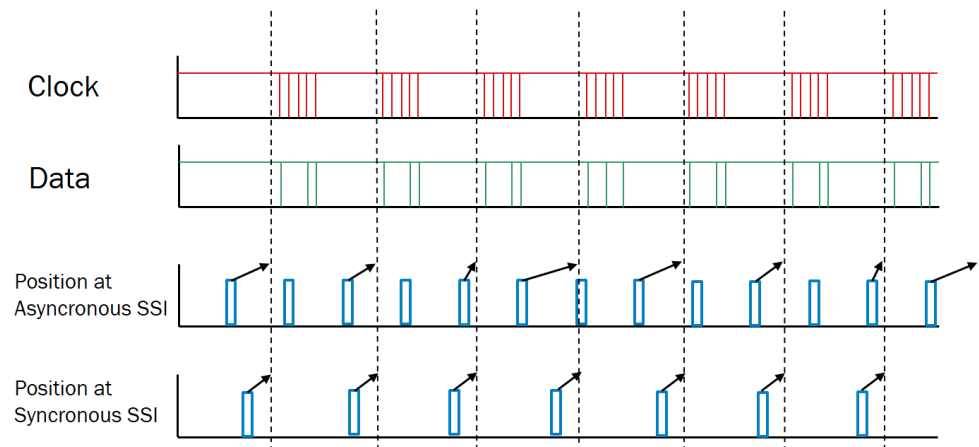 Clock
Data
Position at
Asyncronous SSI
Position at
Syncronous SSI